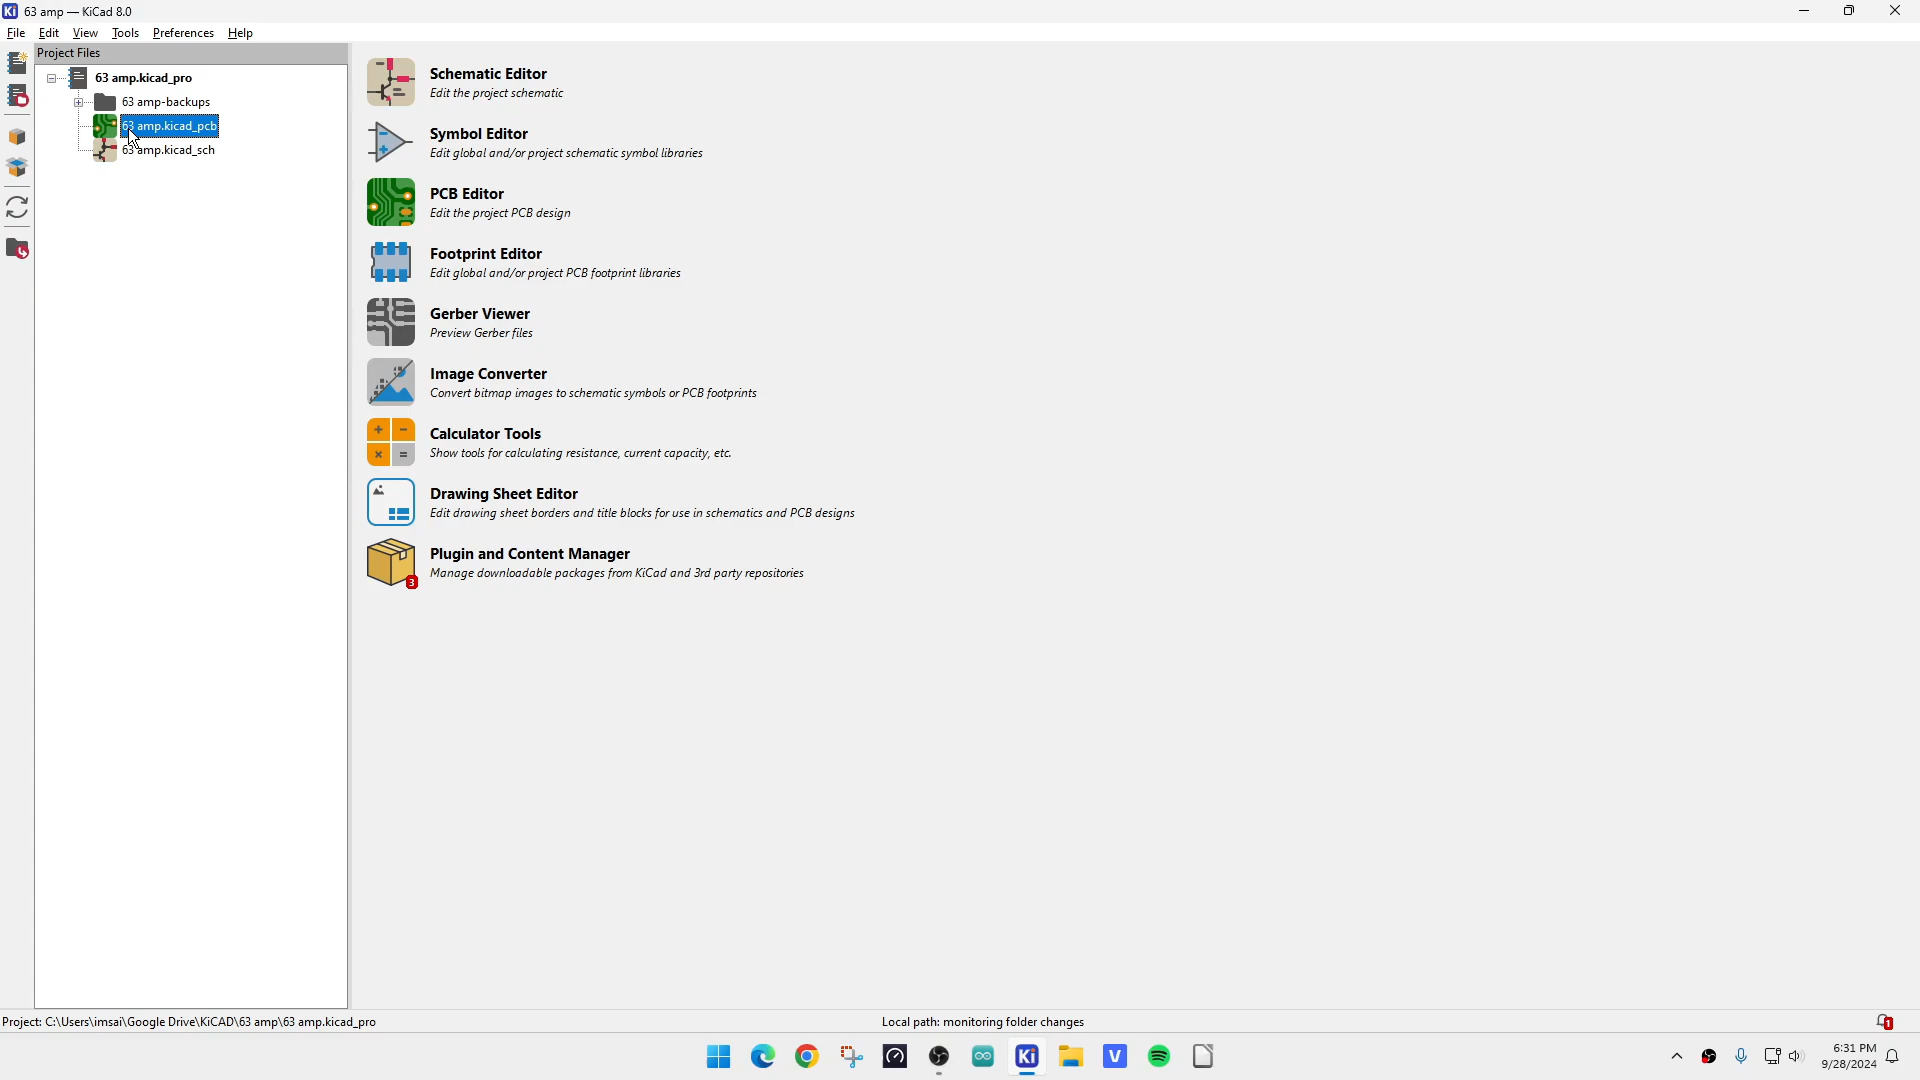 63 amp — KiCad 8.0
File Edit View Tools Preferences Help
Project Files
63 amp.kicad_pro
63 amp-backups
63 amp.kicad_pcb
63 amp.kicad_sch
Schematic Editor
Edit the project schematic
Symbol Editor
Edit global and/or project schematic symbol libraries
PCB Editor
Edit the project PCB design
Footprint Editor
Edit global and/or project PCB footprint libraries
Gerber Viewer
Preview Gerber files
Image Converter
Convert bitmap images to schematic symbols or PCB footprints
Calculator Tools
Show tools for calculating resistance, current capacity, etc.
Drawing Sheet Editor
Edit drawing sheet borders and title blocks for use in schematics and PCB designs
Plugin and Content Manager
Manage downloadable packages from KiCad and 3rd party repositories
3
Project: C:\Users\imsai\Google Drive\KiCAD\63 amp\63 amp.kicad_pro Local path: monitoring folder changes 1
6:31 PM
9/28/2024